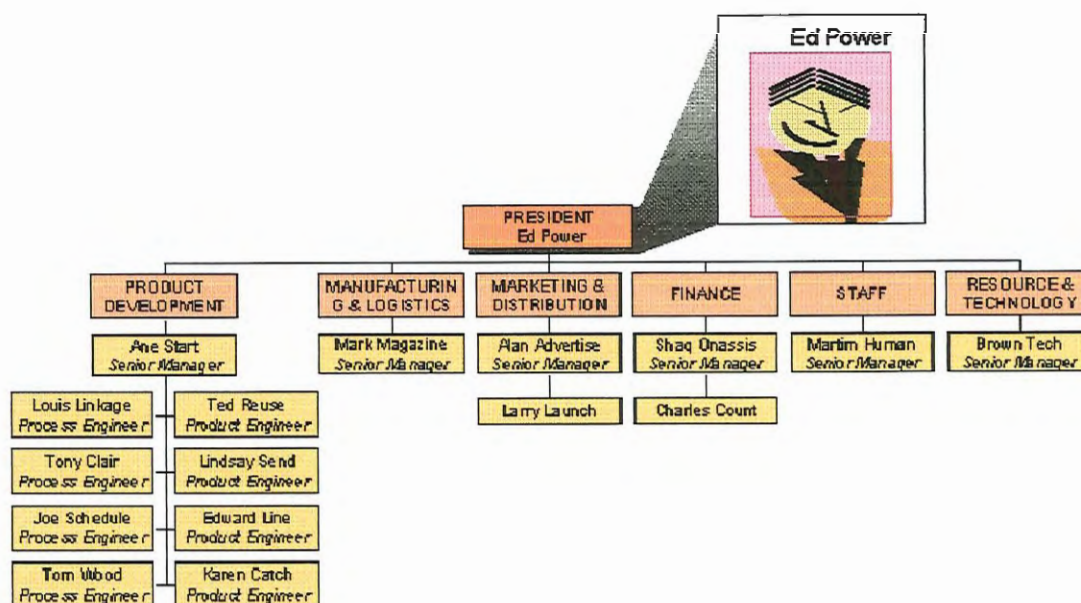 Ed Power
PRESIDENT
Ed Power
PRODUCT
DEVELOPMENT
MANUFACTURIN
G & LOGISTICS
MARKETING &
DISTRIBUTION
FINANCE
STAFF
RESOURCE &
TECHNOLOGY
Ane Start
Senior Manager
Mark Magazine
Senior Manager
Alan Advertise
Senior Manager
Shaq Onassis
Senior Manager
Martim Human
Senior Manager
Brown Tech
Senior Manager
Larry Launch
Charles Count
Louis Linkage
Process Engineer
Ted Reuse
Product Engineer
Tony Clair
Process Engineer
Lindsay Send
Product Engineer
Joe Schedule
Process Engineer
Edward Line
Product Engineer
Tom Wood
Process Engineer
Karen Catch
Product Engineer